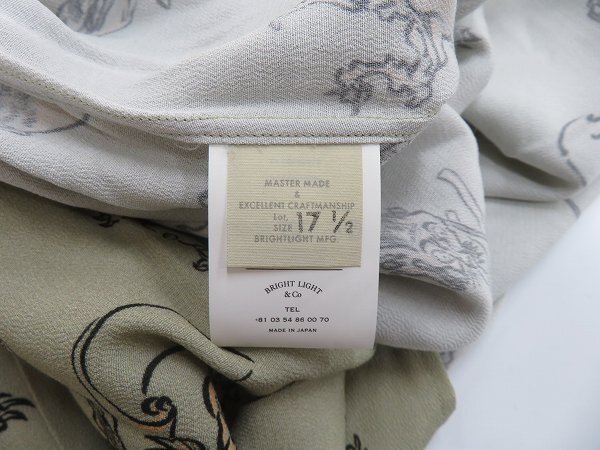 MASTER MADE
&
EXCELLENT CRAFTMANSHIP
Lot,
SIZE 17 ½
BRIGHTLIGHT MFG.
BRIGHT LIGHT
& Co
TEL
+81 03 54 86 00 70
MADE IN JAPAN